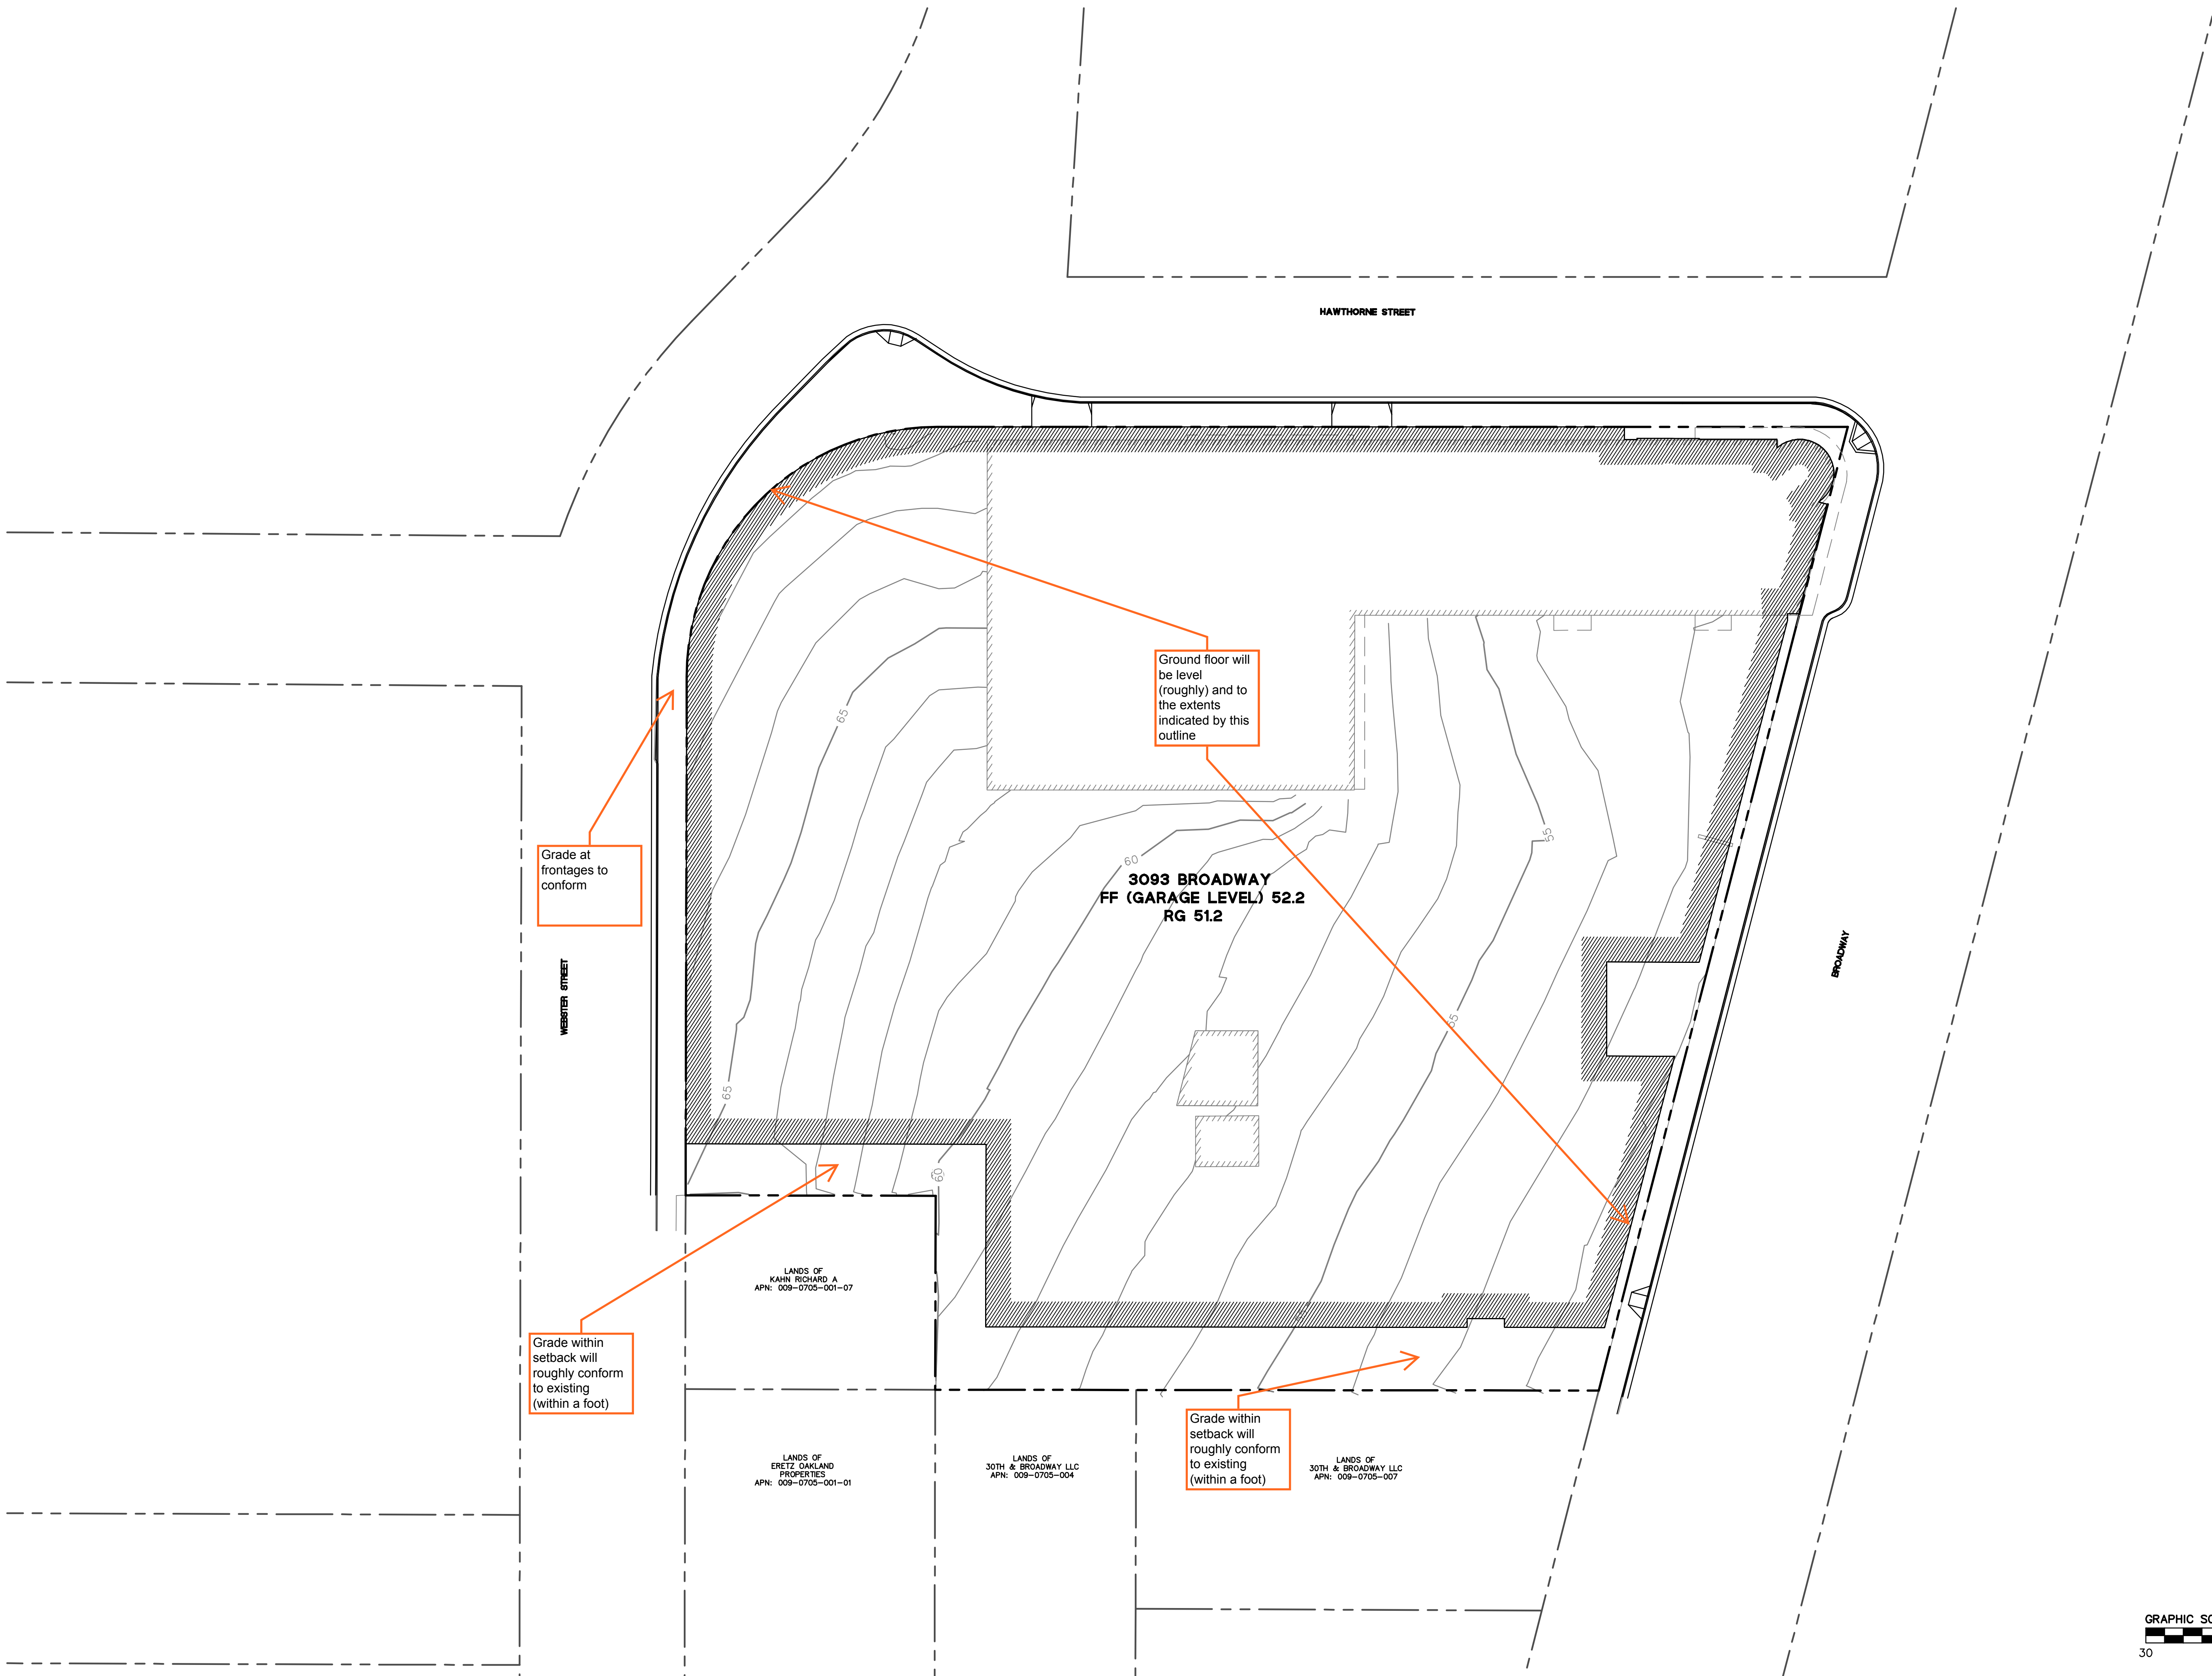 HAWTHORNE STREET
65
Ground floor will
be level
(roughly) and to
the extents
indicated by this
outline
55
Grade at
frontages to
conform
60
3093 BROADWAY
FF (GARAGE LEVEL) 52.2
RG 51.2
BROADWAY
WEBSTER STREET
55
65
60
LANDS OF
KAHN RICHARD A
APN: 009-0705-001-07
55
Grade within
setback will
roughly conform
to existing
(within a foot)
Grade within
setback will
roughly conform
to existing
(within a foot)
LANDS OF
ERETZ OAKLAND
PROPERTIES
APN: 009-0705-001-01
LANDS OF
30TH & BROADWAY LLC
APN: 009-0705-004
LANDS OF
30TH & BROADWAY LLC
APN: 009-0705-007
GRAPHIC
30